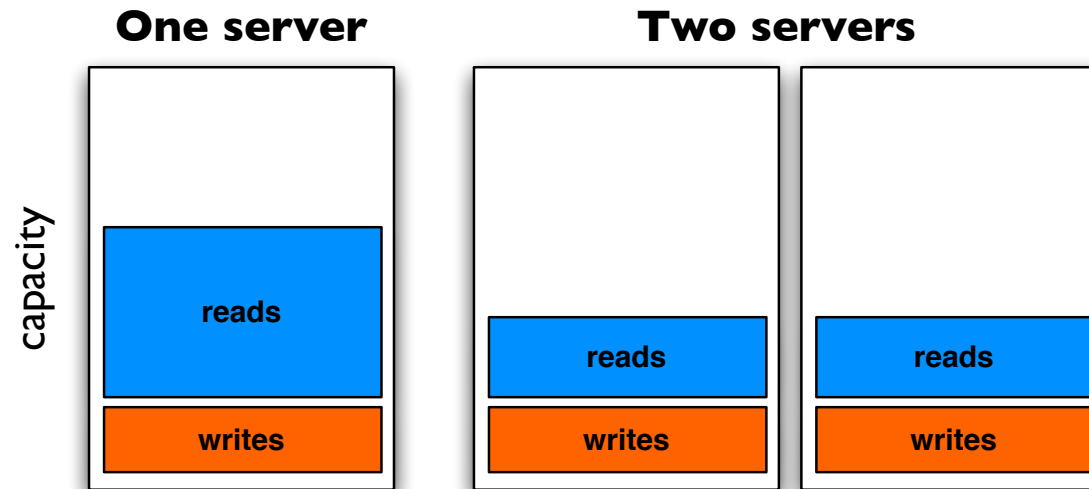 One server
Two servers
capacity
reads
writes
reads
writes
reads
writes